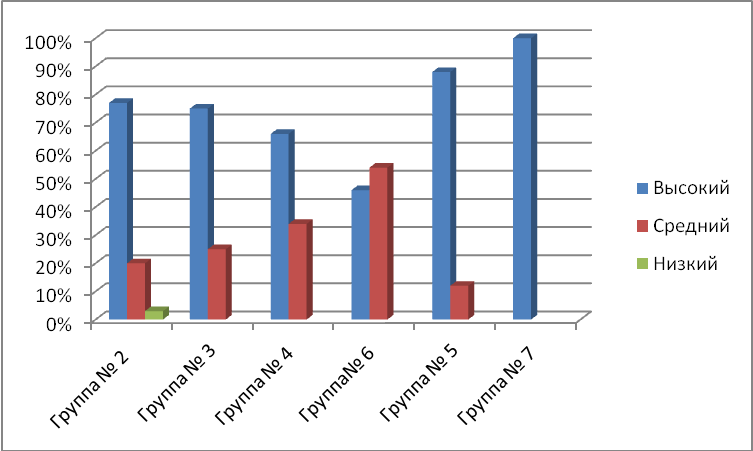 100%
90%
80%
70%
60%
50%
40%
30%
20%
10%
0%
Группа № 2
Группа № 3
Группа № 4
Группа№ 6
Группа № 5
Группа № 7
Высокий
Средний
Низкий